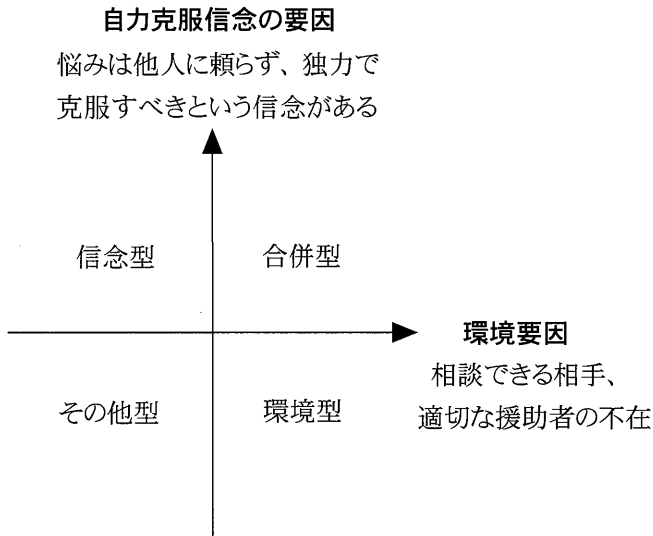 自力克服信念の要因
悩みは他人に頼らず、独力で
克服すべきという信念がある
信念型
合併型
環境要因
相談できる相手、
適切な援助者の不在
その他型
環境型